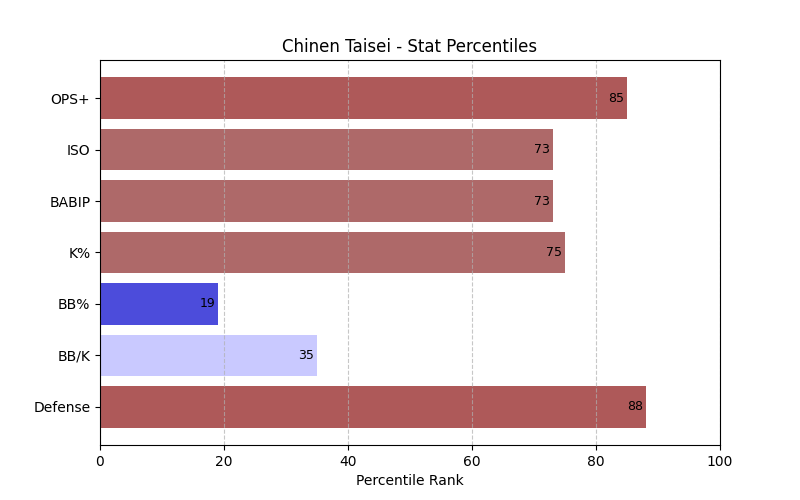 Chinen Taisei - Stat Percentiles
OPS+ 85
ISO 73
BABIP 73
K% 75
BB% 19
BB/K 35
Defense 88
0 20 40 60 80 100
Percentile Rank